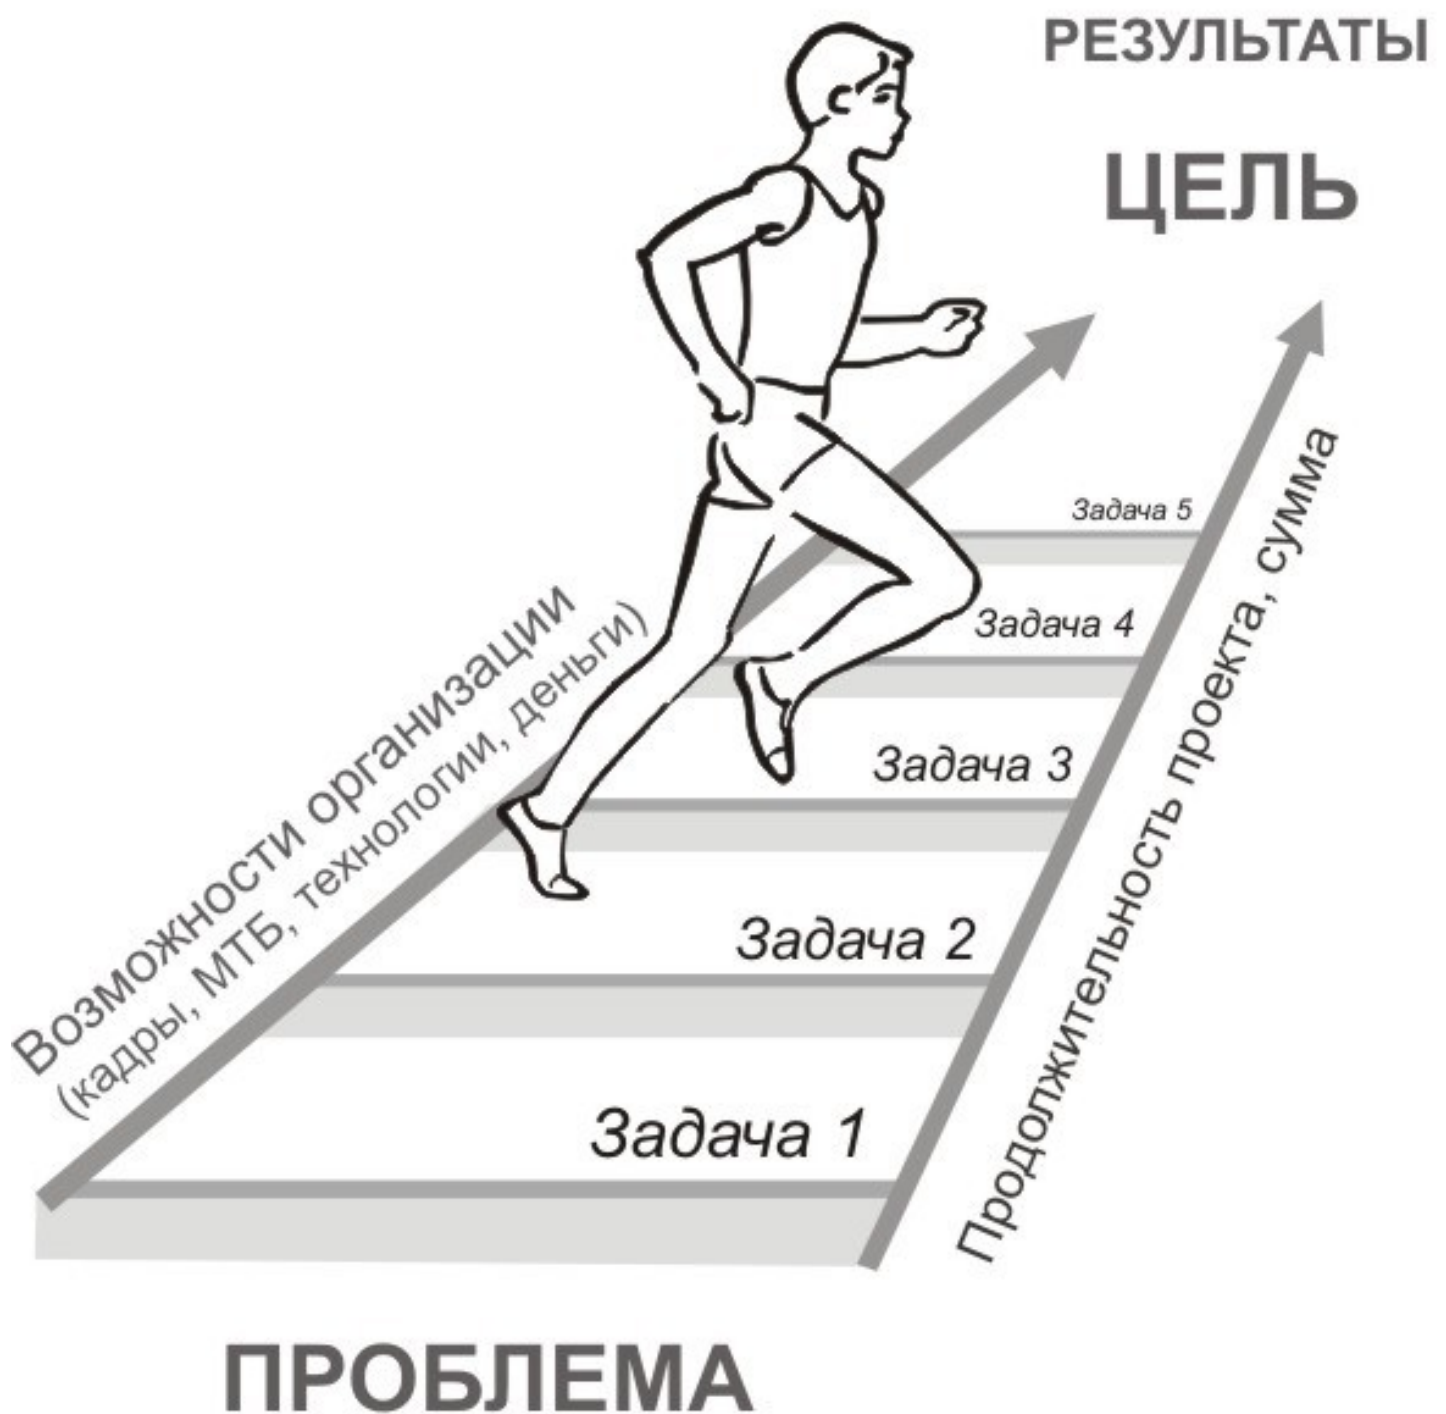 РЕЗУЛЬТАТЫ
ЦЕЛЬ
Задача 5
Задача 4
Задача 3
Задача 2
Задача 1
Возможности организации
(кадры, МТБ, технологии, деньги)
Продолжительность проекта, сумма
ПРОБЛЕМА